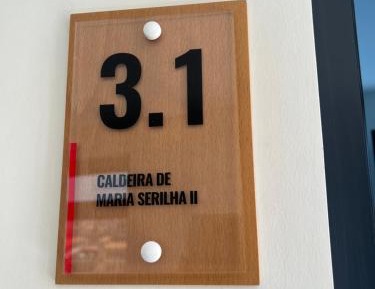 3.1
CALDEIRA DE
MARIA SERILHA II